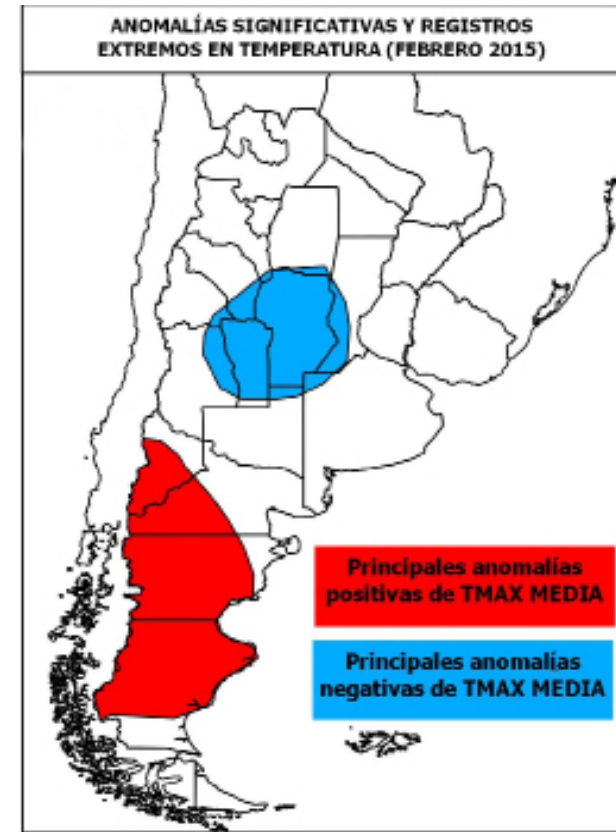 ANOMALÍAS SIGNIFICATIVAS Y REGISTROS
EXTREMOS EN TEMPERATURA (FEBRERO 2015)
Principales anomalías
positivas de TMAX MEDIA
Principales anomalías
negativas de TMAX MEDIA